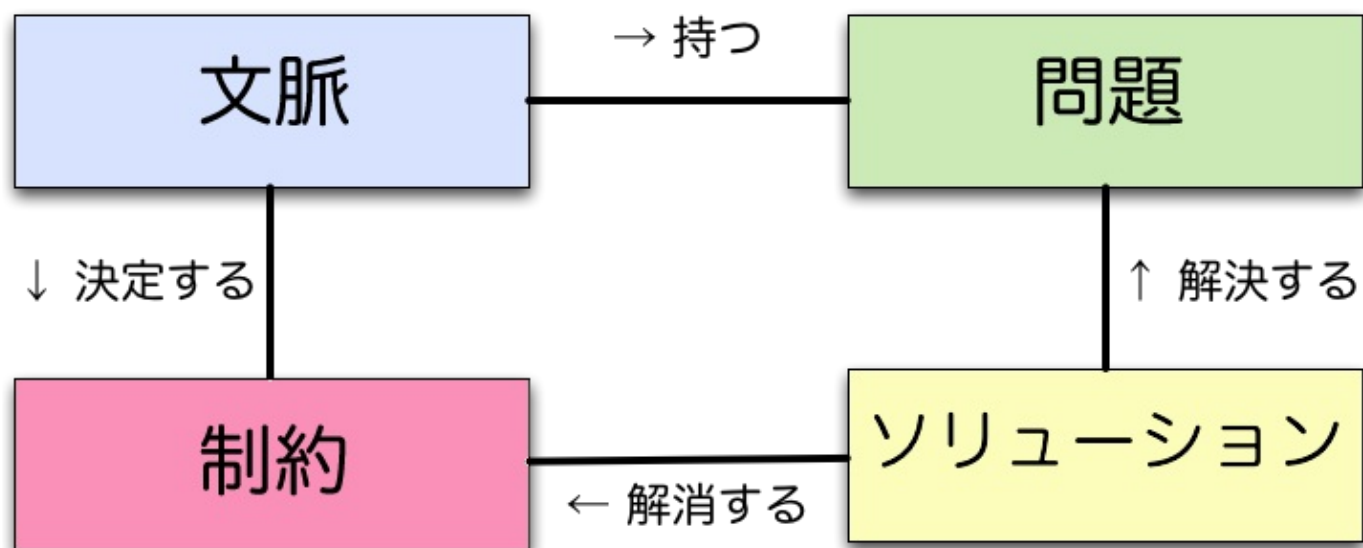 文脈
→ 持つ
問題
↓ 決定する
↑ 解決する
制約
← 解消する
ソリューション